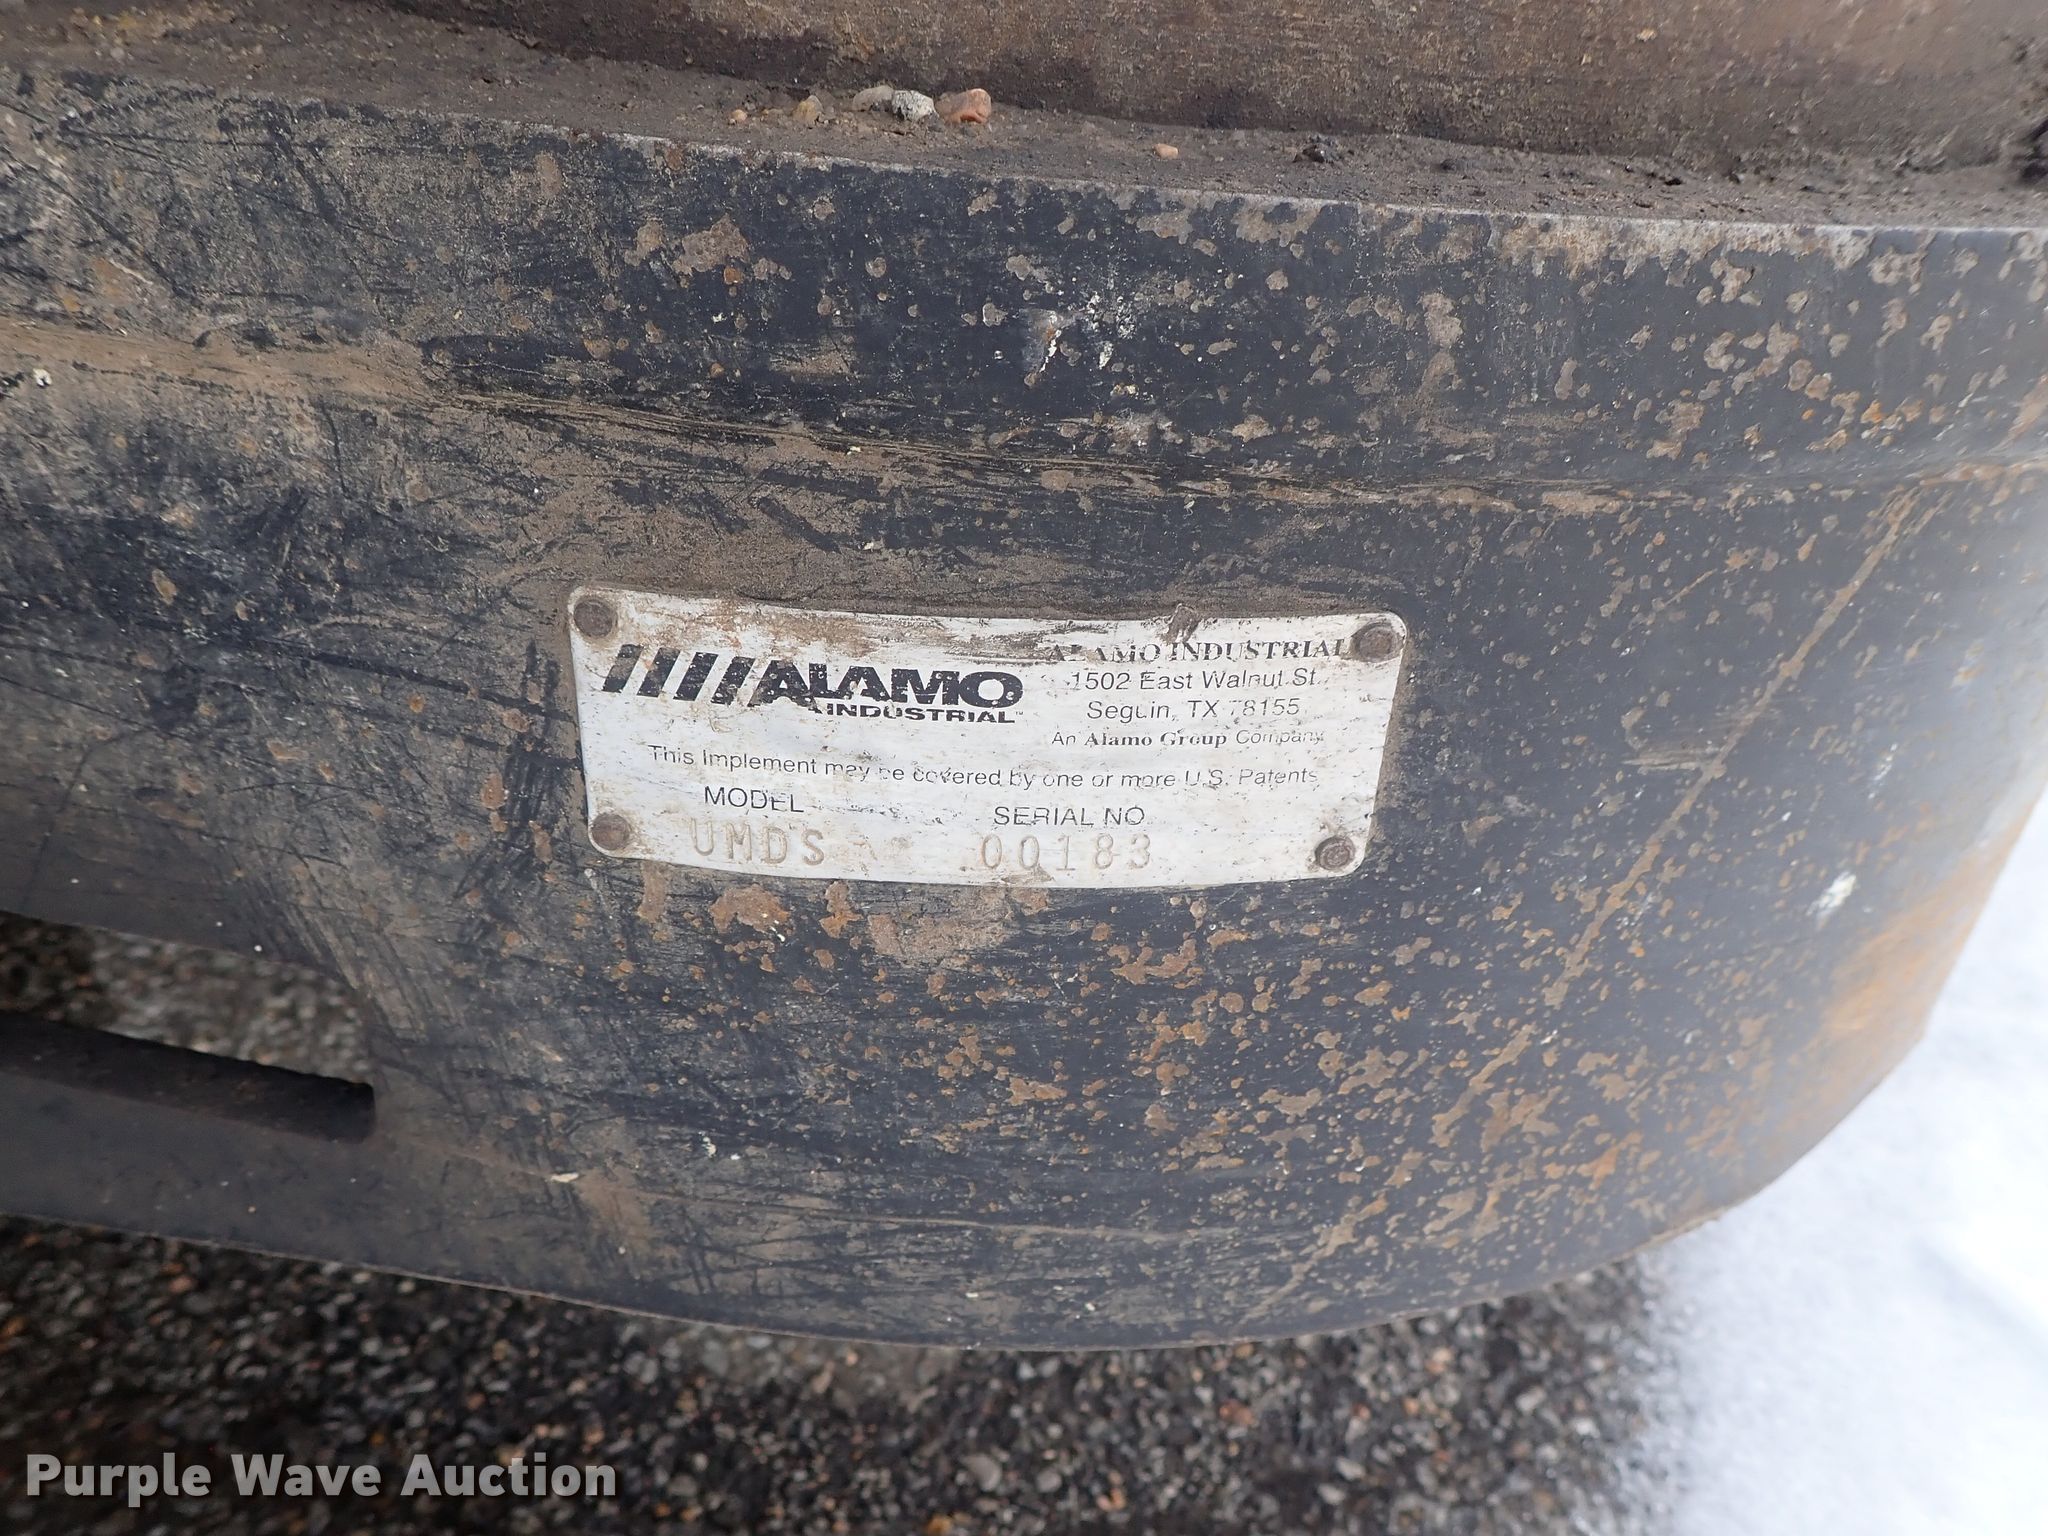 ALAMO
INDUSTRIAL
ALAMO INDUSTRIAL
1502 East Walnut St.
Seguin, TX 78155
An Alamo Group Company
This Implement may be covered by one or more U.S. Patents
MODEL SERIAL NO
UMDS 00183
Purple Wave Auction